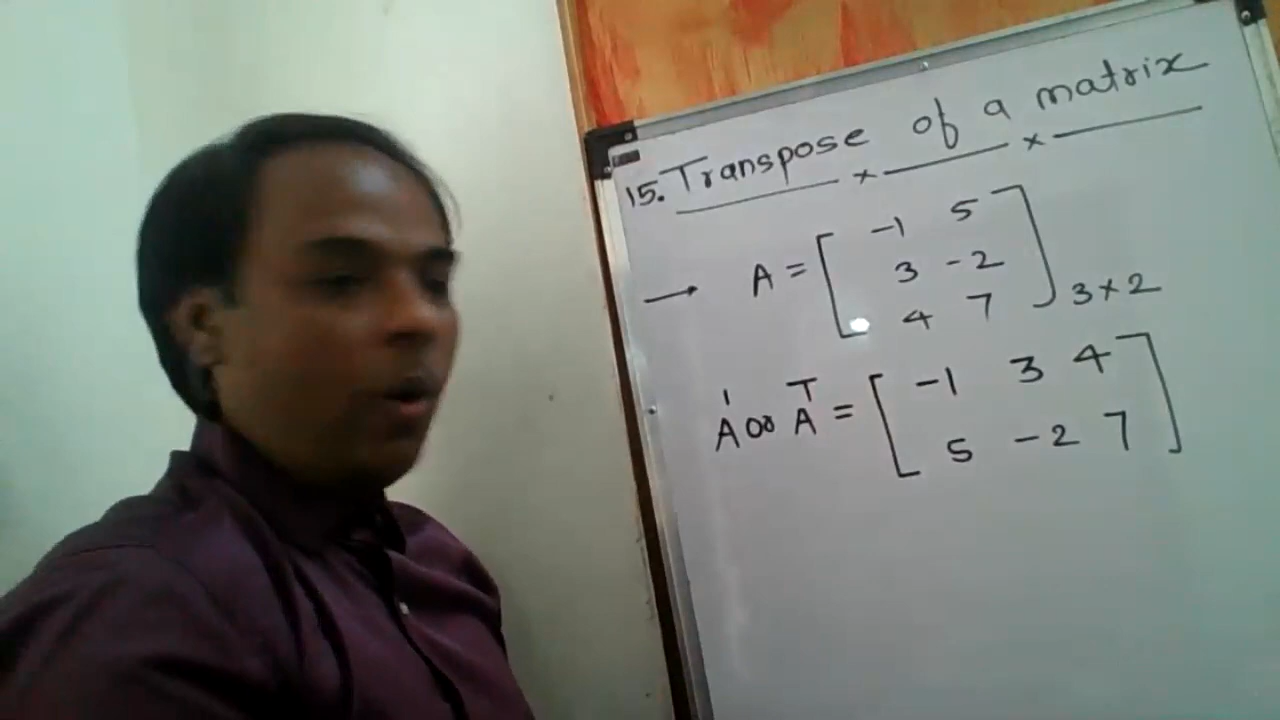 15. Transpose of a matrix
→ A = [ -1 5
3 -2
4 7 ] 3×2
A' or A^T = [ -1 3 4
5 -2 7 ]